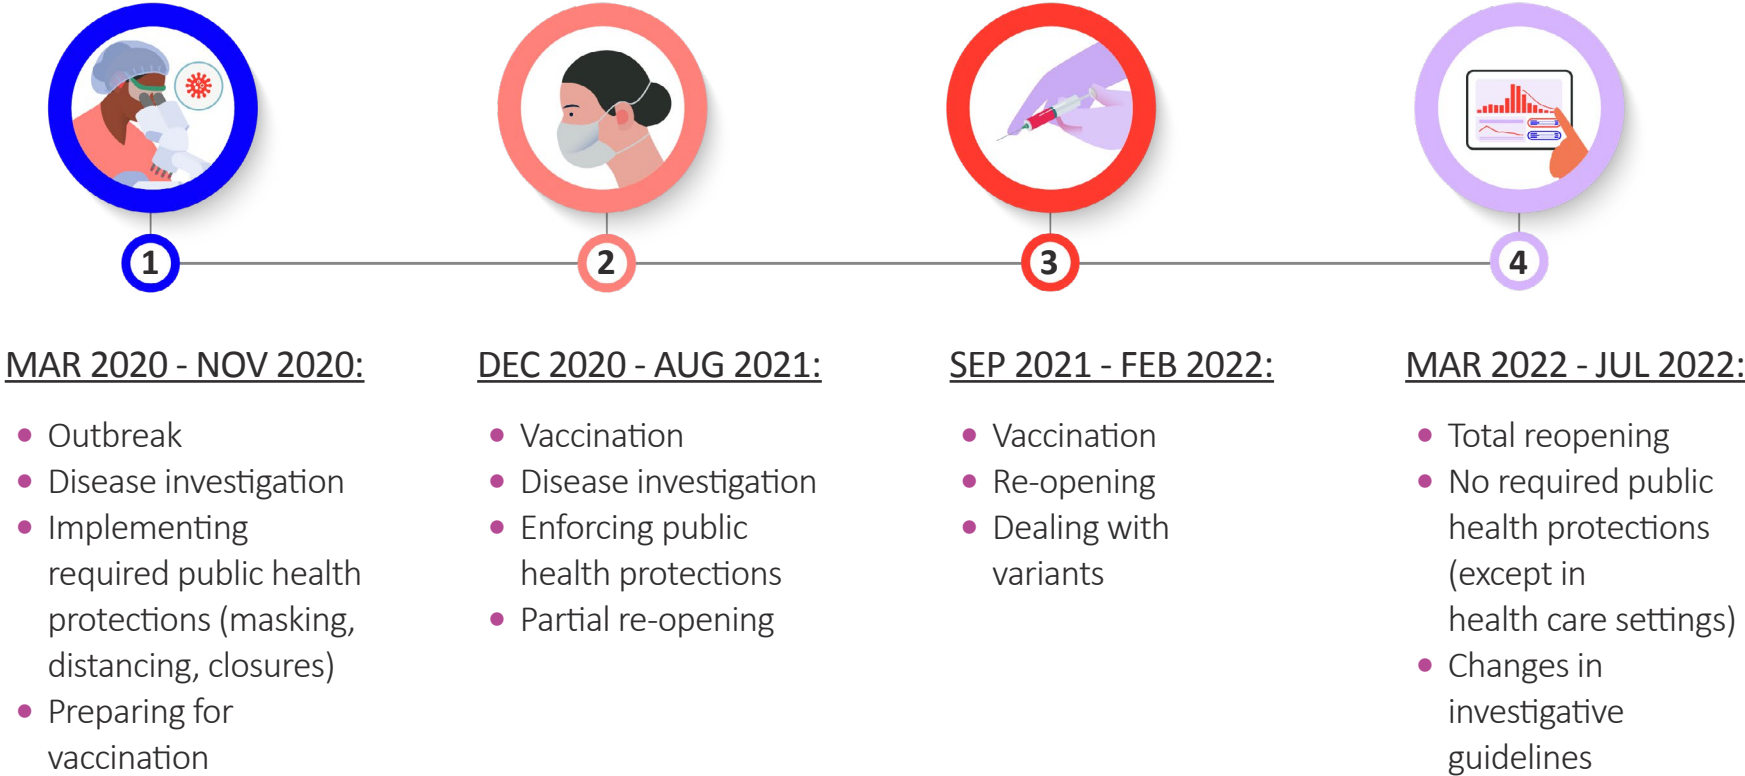 1
2
3
4
MAR 2020 - NOV 2020:
• Outbreak
• Disease investigation
• Implementing
required public health
protections (masking,
distancing, closures)
• Preparing for
vaccination
DEC 2020 - AUG 2021:
• Vaccination
• Disease investigation
• Enforcing public
health protections
• Partial re-opening
SEP 2021 - FEB 2022:
• Vaccination
• Re-opening
• Dealing with
variants
MAR 2022 - JUL 2022:
• Total reopening
• No required public
health protections
(except in
health care settings)
• Changes in
investigative
guidelines